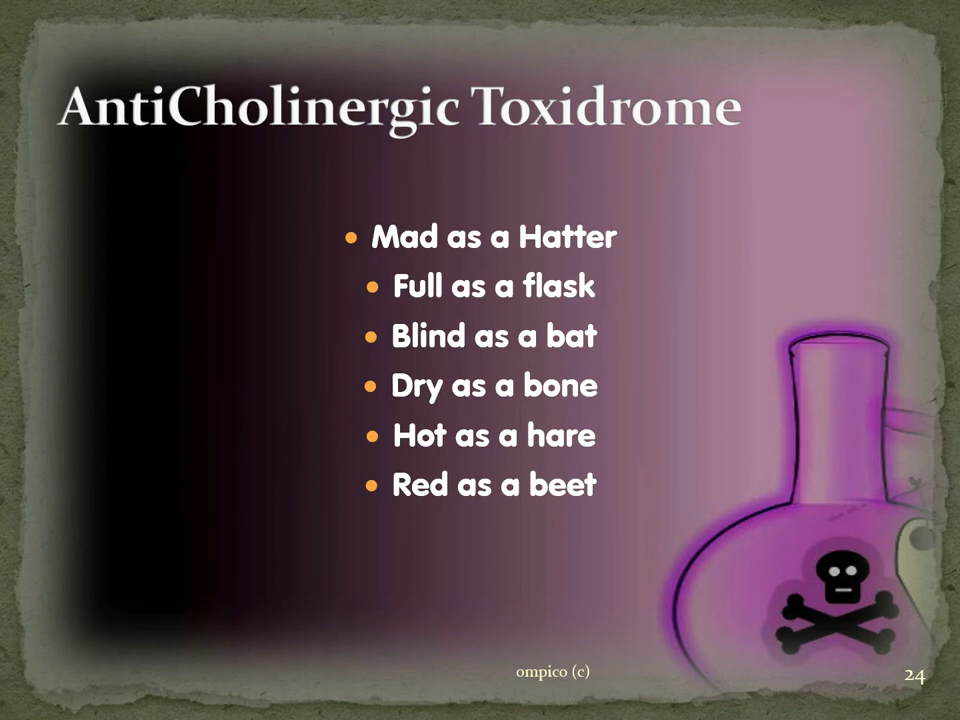 AntiCholinergic Toxidrome
• Mad as a Hatter
• Full as a flask
• Blind as a bat
• Dry as a bone
• Hot as a hare
• Red as a beet
ompico (c)
24